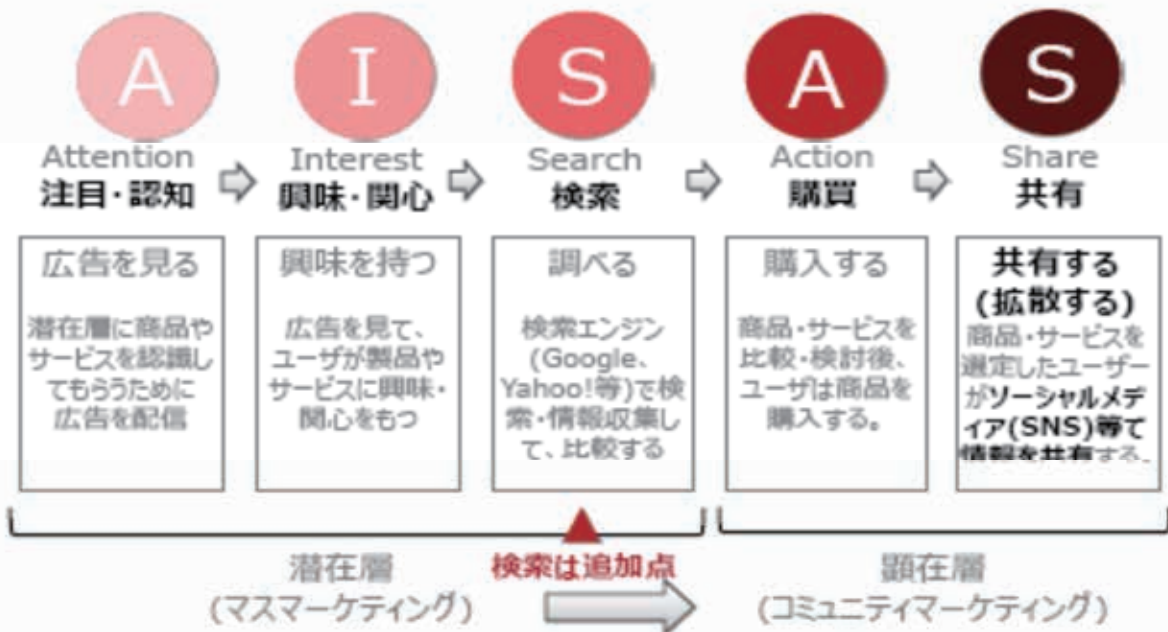 A I S A S
Attention Interest Search Action Share
注目・認知 興味・関心 検索 購買 共有
広告を見る
潜在層に商品や
サービスを認識し
てもらうために
広告を配信
興味を持つ
広告を見て、
ユーザが製品や
サービスに興味・
関心をもつ
調べる
検索エンジン
(Google、
Yahoo!等)で検
索・情報収集し
て、比較する
購入する
商品・サービスを
比較・検討後、
ユーザは商品を
購入する。
共有する
(拡散する)
商品・サービスを
選定したユーザー
がソーシャルメデ
ィア(SNS)等て
情報を共有する。
潜在層
(マスマーケティング)
検索は追加点
顕在層
(コミュニティマーケティング)